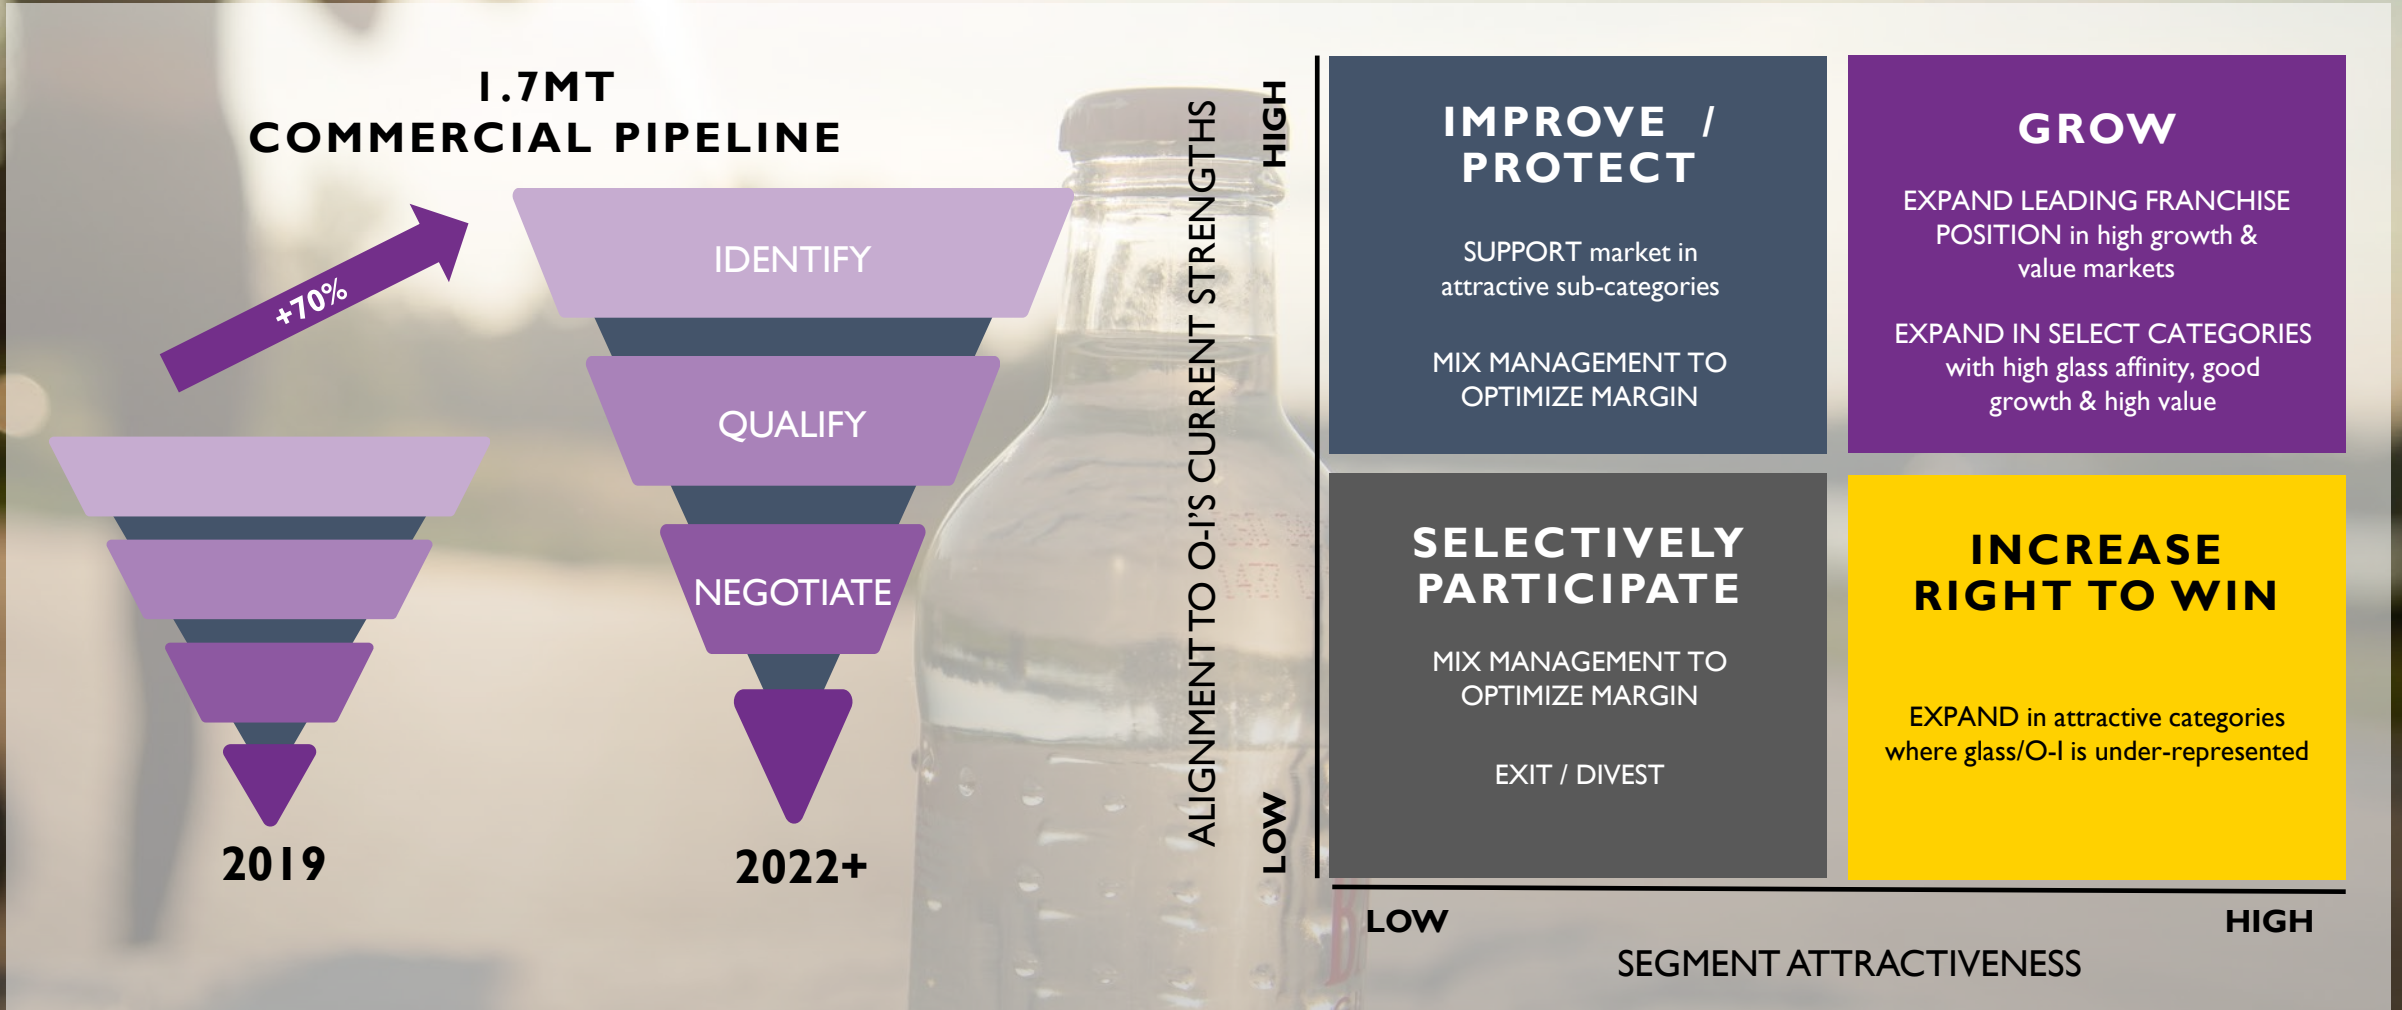 1.7MT
COMMERCIAL PIPELINE
+70%
IDENTIFY
QUALIFY
NEGOTIATE
2019
2022+
ALIGNMENT TO O-I'S CURRENT STRENGTHS
HIGH
LOW
IMPROVE /
PROTECT
SUPPORT market in
attractive sub-categories
MIX MANAGEMENT TO
OPTIMIZE MARGIN
GROW
EXPAND LEADING FRANCHISE
POSITION in high growth &
value markets
EXPAND IN SELECT CATEGORIES
with high glass affinity, good
growth & high value
SELECTIVELY
PARTICIPATE
MIX MANAGEMENT TO
OPTIMIZE MARGIN
EXIT / DIVEST
INCREASE
RIGHT TO WIN
EXPAND in attractive categories
where glass/O-I is under-represented
LOW
HIGH
SEGMENT ATTRACTIVENESS